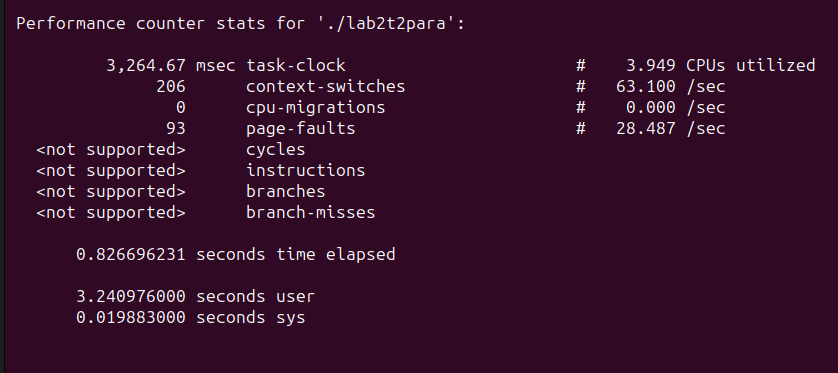 Performance counter stats for './lab2t2para':
3,264.67 msec task-clock # 3.949 CPUs utilized
206 context-switches # 63.100 /sec
0 cpu-migrations # 0.000 /sec
93 page-faults # 28.487 /sec
<not supported> cycles
<not supported> instructions
<not supported> branches
<not supported> branch-misses
0.826696231 seconds time elapsed
3.240976000 seconds user
0.019883000 seconds sys